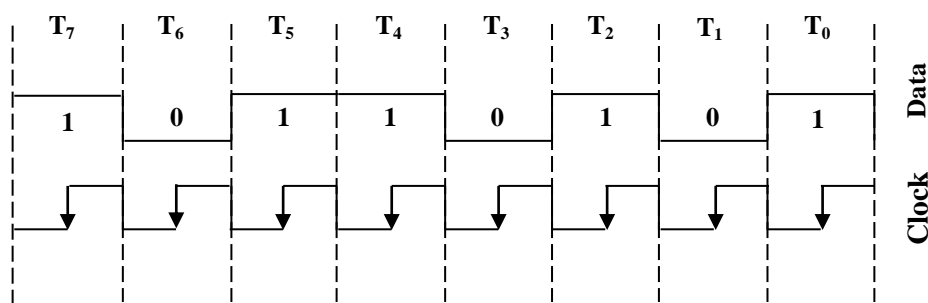 T₇ T₆ T₅ T₄ T₃ T₂ T₁ T₀
1 0 1 1 0 1 0 1
Data
Clock